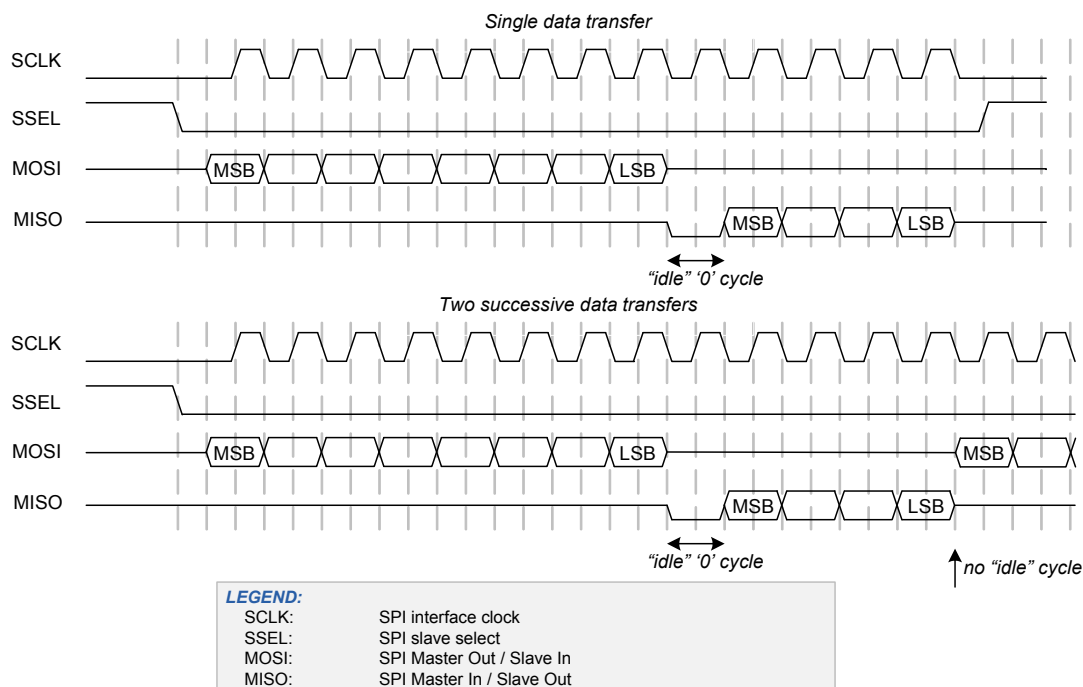 Single data transfer
SCLK
SSEL
MOSI MSB LSB
MISO MSB LSB
“idle” ‘0’ cycle
Two successive data transfers
SCLK
SSEL
MOSI MSB LSB MSB
MISO MSB LSB
“idle” ‘0’ cycle no “idle” cycle
LEGEND:
SCLK: SPI interface clock
SSEL: SPI slave select
MOSI: SPI Master Out / Slave In
MISO: SPI Master In / Slave Out